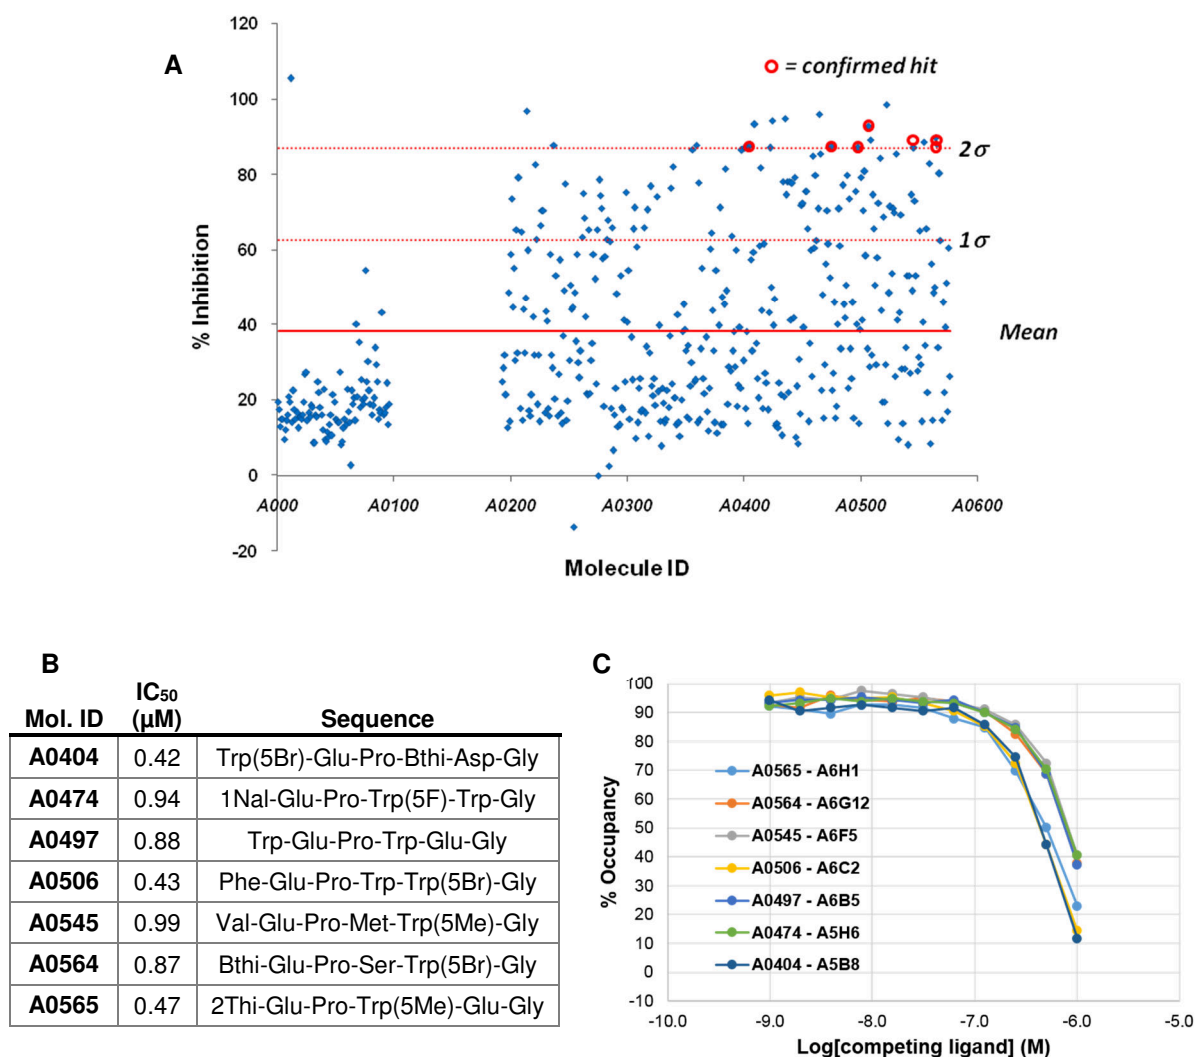 A
120
100
80
60
40
20
0
-20
% Inhibition
= confirmed hit
2σ
1σ
Mean
A000 A0100 A0200 A0300 A0400 A0500 A0600
Molecule ID
B
Mol. ID IC50 (µM) Sequence
A0404 0.42 Trp(5Br)-Glu-Pro-Bthi-Asp-Gly
A0474 0.94 1Nal-Glu-Pro-Trp(5F)-Trp-Gly
A0497 0.88 Trp-Glu-Pro-Trp-Glu-Gly
A0506 0.43 Phe-Glu-Pro-Trp-Trp(5Br)-Gly
A0545 0.99 Val-Glu-Pro-Met-Trp(5Me)-Gly
A0564 0.87 Bthi-Glu-Pro-Ser-Trp(5Br)-Gly
A0565 0.47 2Thi-Glu-Pro-Trp(5Me)-Glu-Gly
C
100
90
80
70
60
50
40
30
20
10
0
-10
% Occupancy
A0565 - A6H1
A0564 - A6G12
A0545 - A6F5
A0506 - A6C2
A0497 - A6B5
A0474 - A5H6
A0404 - A5B8
-10.0 -9.0 -8.0 -7.0 -6.0 -5.0
Log[competing ligand] (M)